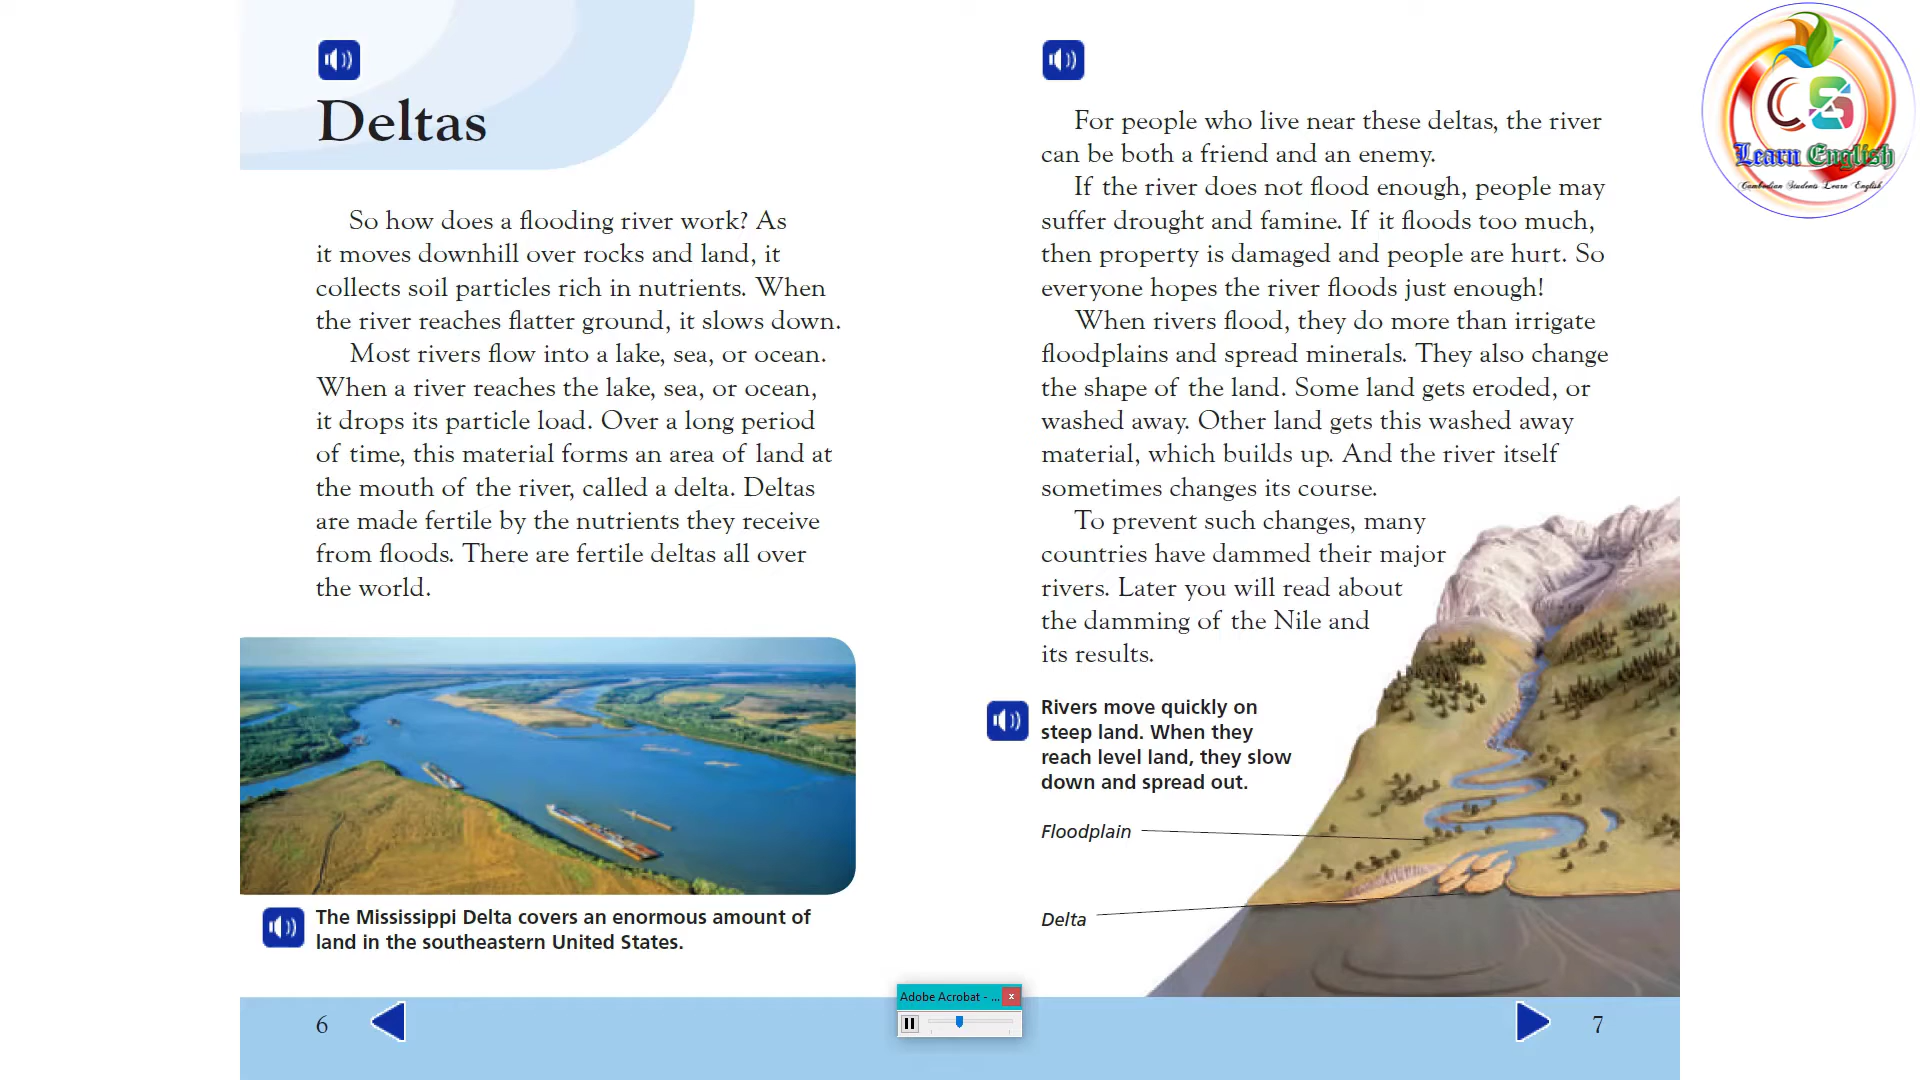 Deltas
So how does a flooding river work? As
it moves downhill over rocks and land, it
collects soil particles rich in nutrients. When
the river reaches flatter ground, it slows down.
Most rivers flow into a lake, sea, or ocean.
When a river reaches the lake, sea, or ocean,
it drops its particle load. Over a long period
of time, this material forms an area of land at
the mouth of the river, called a delta. Deltas
are made fertile by the nutrients they receive
from floods. There are fertile deltas all over
the world.
The Mississippi Delta covers an enormous amount of
land in the southeastern United States.
6
For people who live near these deltas, the river
can be both a friend and an enemy.
If the river does not flood enough, people may
suffer drought and famine. If it floods too much,
then property is damaged and people are hurt. So
everyone hopes the river floods just enough!
When rivers flood, they do more than irrigate
floodplains and spread minerals. They also change
the shape of the land. Some land gets eroded, or
washed away. Other land gets this washed away
material, which builds up. And the river itself
sometimes changes its course.
To prevent such changes, many
countries have dammed their major
rivers. Later you will read about
the damming of the Nile and
its results.
Rivers move quickly on
steep land. When they
reach level land, they slow
down and spread out.
Floodplain
Delta
7
Adobe Acrobat - ...
CS
Learn English
Cambodian Students Learn English